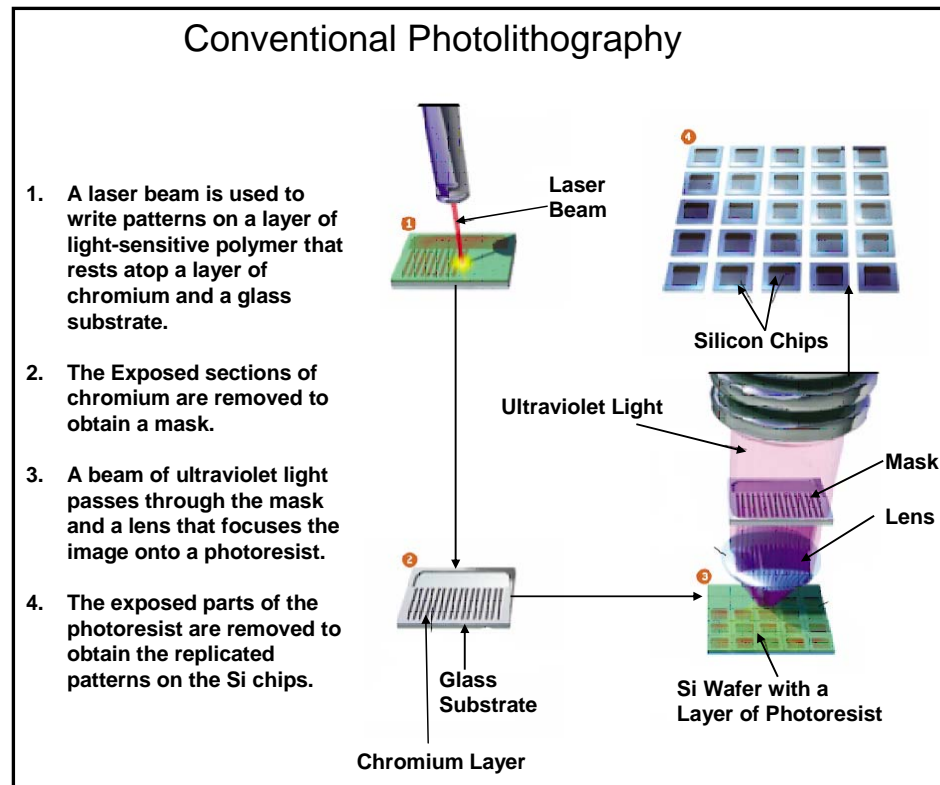 Conventional Photolithography
1. A laser beam is used to
write patterns on a layer of
light-sensitive polymer that
rests atop a layer of
chromium and a glass
substrate.
2. The Exposed sections of
chromium are removed to
obtain a mask.
3. A beam of ultraviolet light
passes through the mask
and a lens that focuses the
image onto a photoresist.
4. The exposed parts of the
photoresist are removed to
obtain the replicated
patterns on the Si chips.
1
Laser
Beam
2
Glass
Substrate
Chromium Layer
4
Silicon Chips
Ultraviolet Light
Mask
Lens
3
Si Wafer with a
Layer of Photoresist